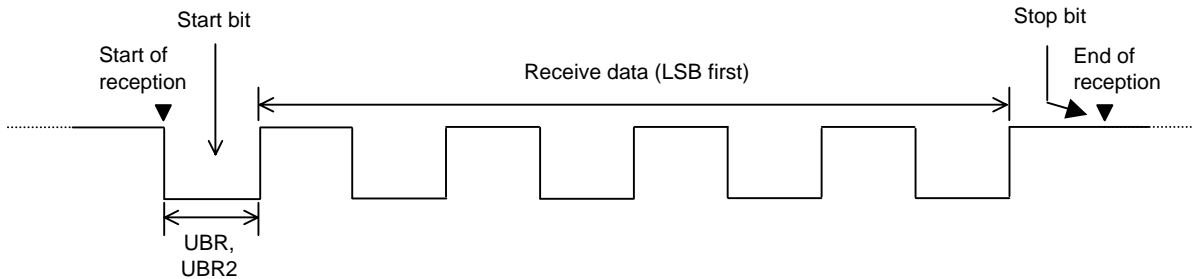 Start bit
Stop bit
Start of
reception
Receive data (LSB first)
End of
reception
UBR,
UBR2